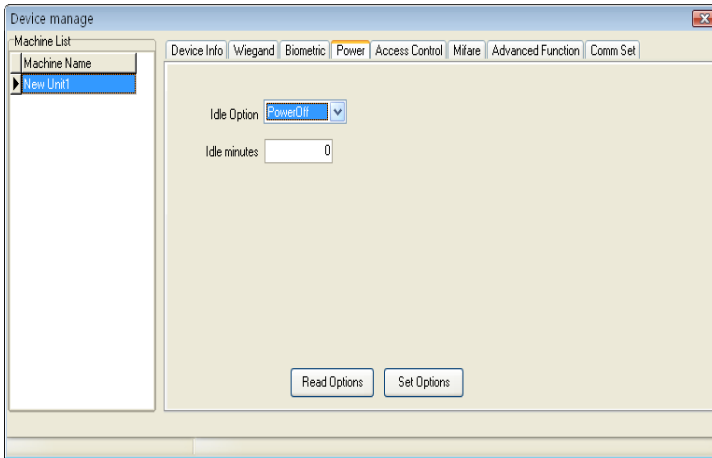 Device manage
Machine List
Machine Name
New Unit1
Device Info Wiegand Biometric Power Access Control Mifare Advanced Function Comm Set
Idle Option PowerOff
Idle minutes 0
Read Options Set Options